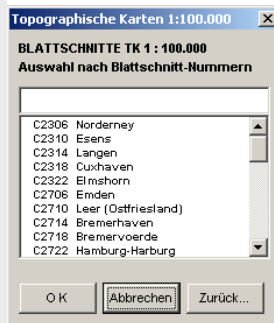 Topographische Karten 1:100.000
BLATTSCHNITTE TK 1 : 100.000
Auswahl nach Blattschnitt-Nummern
C2306 Norderney
C2310 Esens
C2314 Langen
C2318 Cuxhaven
C2322 Elmshorn
C2706 Emden
C2710 Leer (Ostfriesland)
C2714 Bremerhaven
C2718 Bremervoerde
C2722 Hamburg-Harburg
O K Abbrechen Zurück...